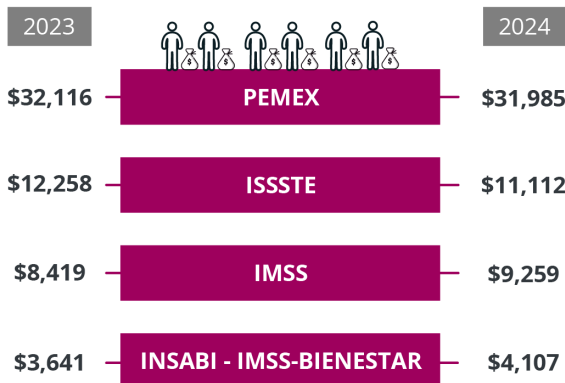 2023 2024
$32,116 PEMEX $31,985
$12,258 ISSSTE $11,112
$8,419 IMSS $9,259
$3,641 INSABI - IMSS-BIENESTAR $4,107